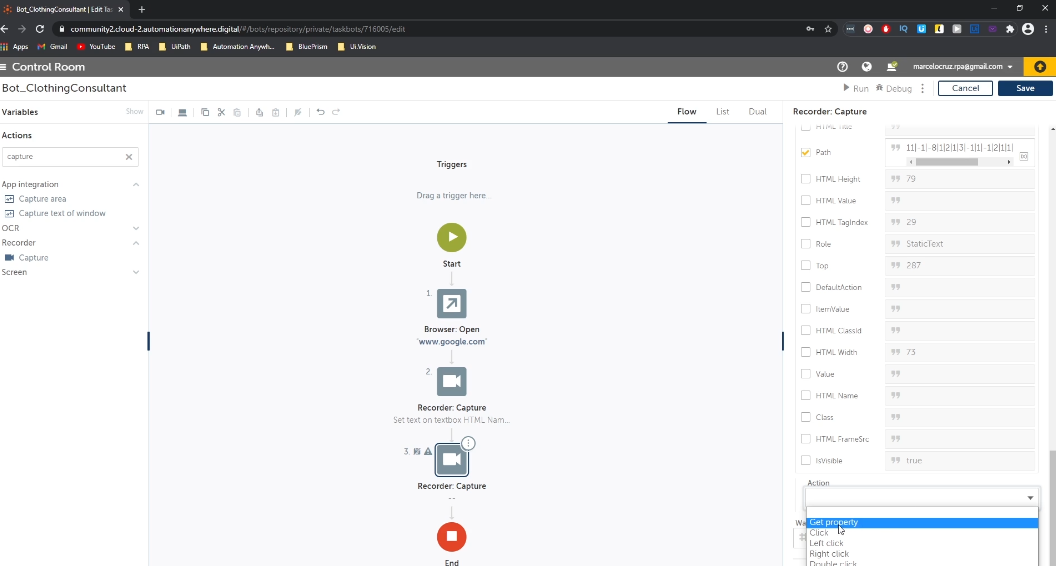 Bot_ClothingConsultant | Edit Ta
community2.cloud-2.automationanywhere.digital/#/bots/repository/private/taskbots/716005/edit
Apps Gmail YouTube RPA UiPath Automation Anywh... BluePrism Ui.Vision
Control Room
marcelocruz.rpa@gmail.com
Bot_ClothingConsultant
Run Debug Cancel Save
Variables Show
Flow List Dual
Recorder: Capture
Actions
capture
App integration
Capture area
Capture text of window
OCR
Recorder
Capture
Screen
Triggers
Drag a trigger here...
Start
1.
Browser: Open
"www.google.com"
2.
Recorder: Capture
Set text on textbox HTML Nam...
3.
Recorder: Capture
--
End
HTML Title
Path 11|-1|-8|1|2|1|3|-1|1|-1|2|1|1|
HTML Height 79
HTML Value
HTML TagIndex 29
Role StaticText
Top 287
DefaultAction
ItemValue
HTML ClassId
HTML Width 73
Value
HTML Name
Class
HTML FrameSrc
IsVisible true
Action
Get property
Click
Left click
Right click
Double click